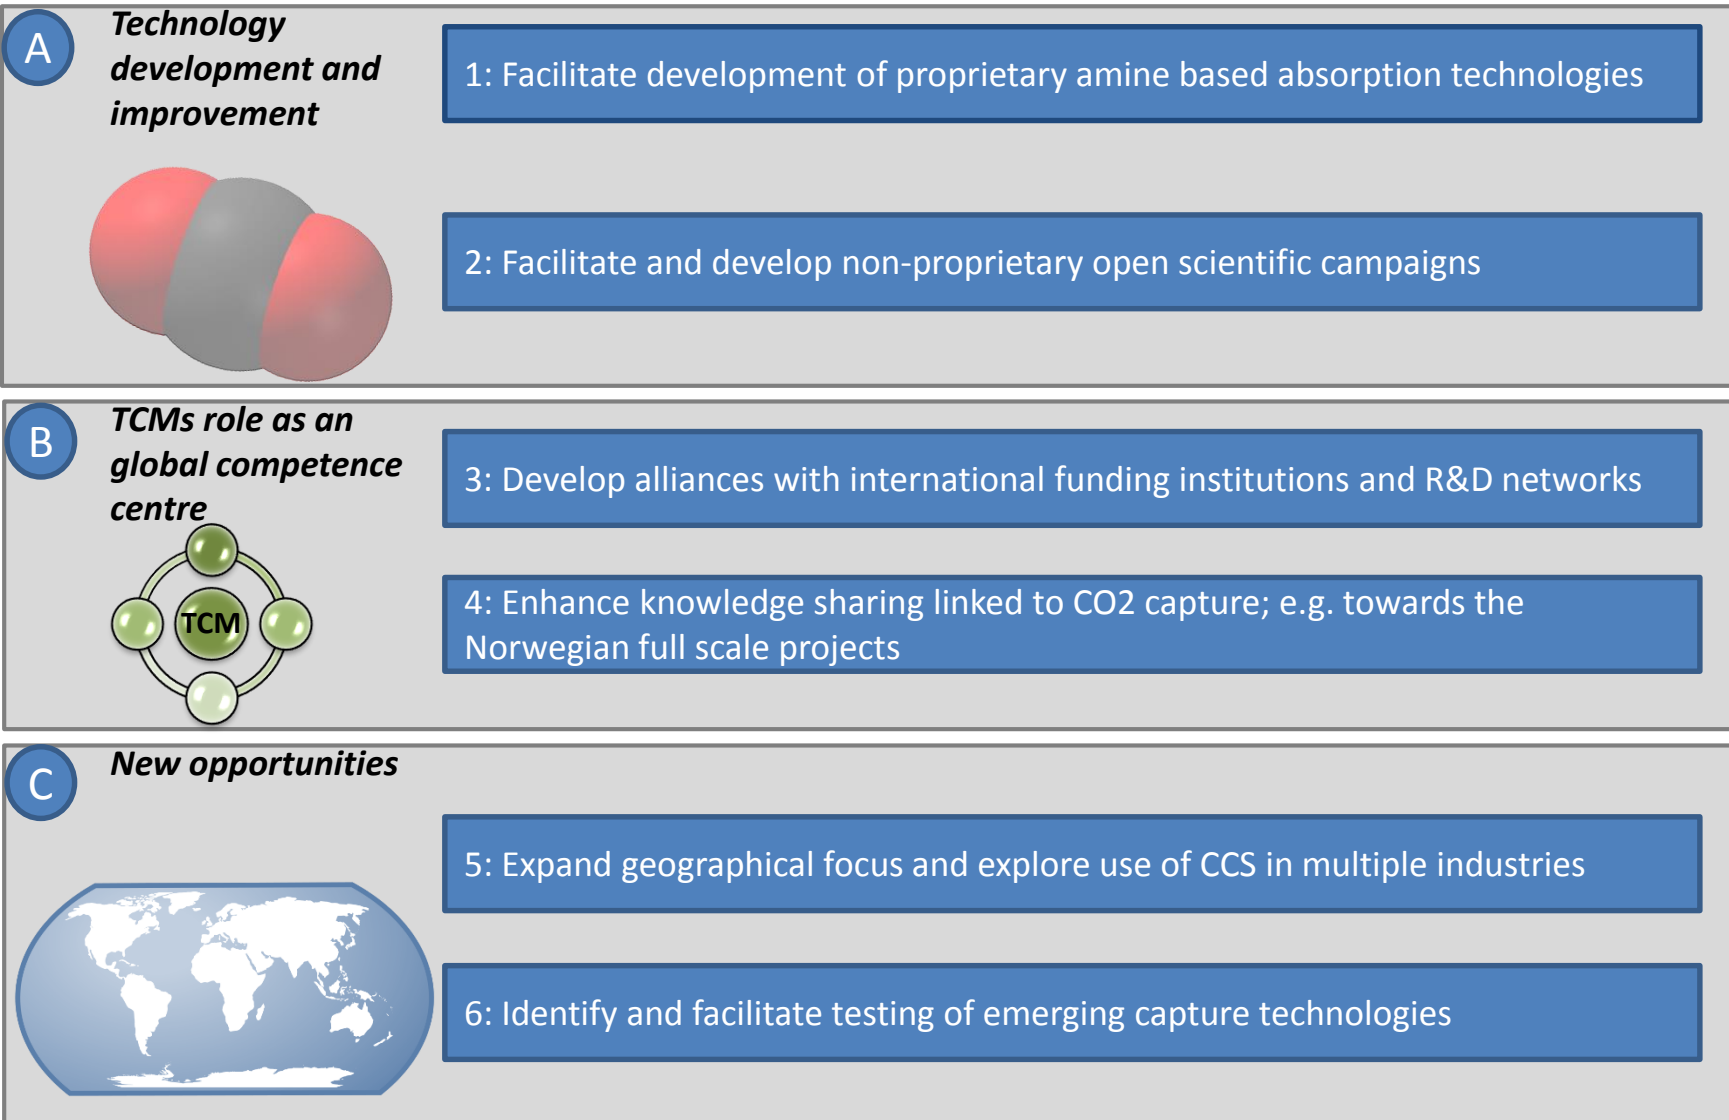 A
Technology
development and
improvement
1: Facilitate development of proprietary amine based absorption technologies
2: Facilitate and develop non-proprietary open scientific campaigns
B
TCMs role as an
global competence
centre
TCM
3: Develop alliances with international funding institutions and R&D networks
4: Enhance knowledge sharing linked to CO2 capture; e.g. towards the
Norwegian full scale projects
C
New opportunities
5: Expand geographical focus and explore use of CCS in multiple industries
6: Identify and facilitate testing of emerging capture technologies